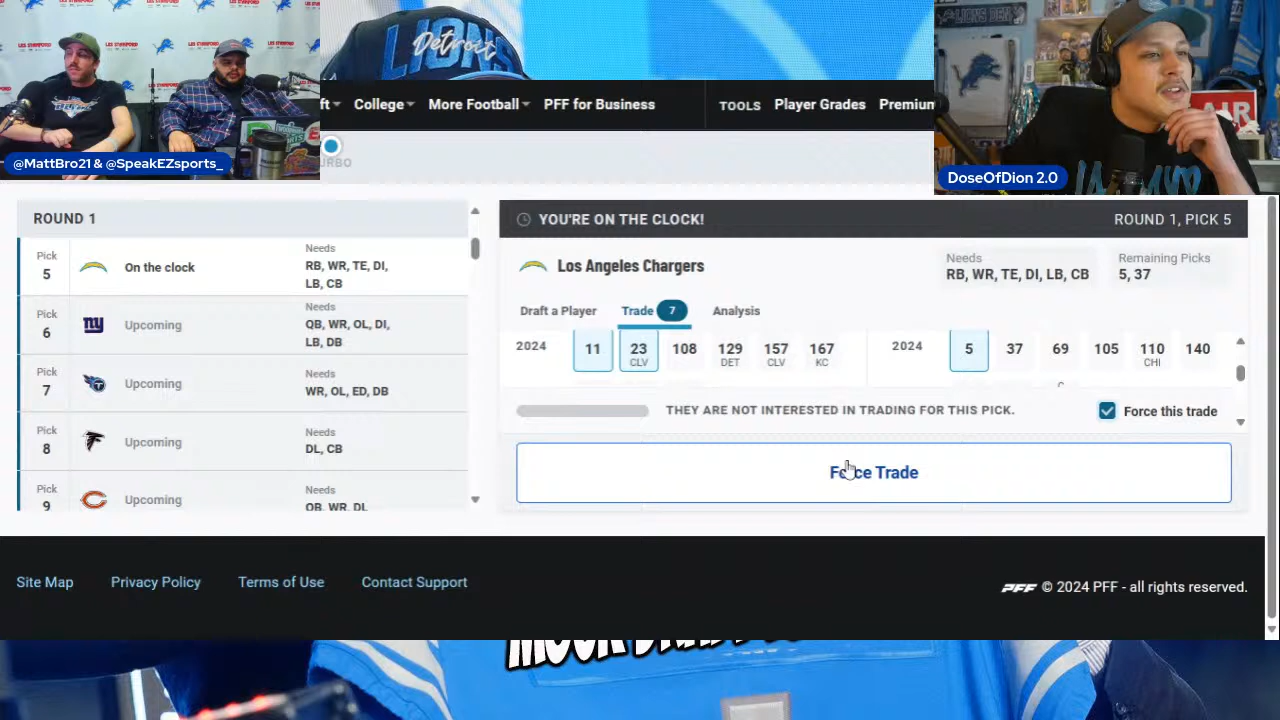 LIONS
Detroit
LIONS DEN
AIR
@MattBro21 & @SpeakEZsports_
DoseOfDion 2.0
ft College More Football PFF for Business TOOLS Player Grades Premium
URBO
ROUND 1
Pick 5 On the clock Needs RB, WR, TE, DI,
LB, CB
Pick 6 Upcoming Needs QB, WR, OL, DI,
LB, DB
Pick 7 Upcoming Needs WR, OL, ED, DB
Pick 8 Upcoming Needs DL, CB
Pick 9 Upcoming Needs QB, WR, DL
YOU'RE ON THE CLOCK! ROUND 1, PICK 5
Los Angeles Chargers
Needs
RB, WR, TE, DI, LB, CB
Remaining Picks
5, 37
Draft a Player Trade 7 Analysis
2024 11 23 108 129 157 167
CLV DET CLV KC
2024 5 37 69 105 110 140
CHI
THEY ARE NOT INTERESTED IN TRADING FOR THIS PICK. Force this trade
Force Trade
Site Map Privacy Policy Terms of Use Contact Support
PFF © 2024 PFF - all rights reserved.